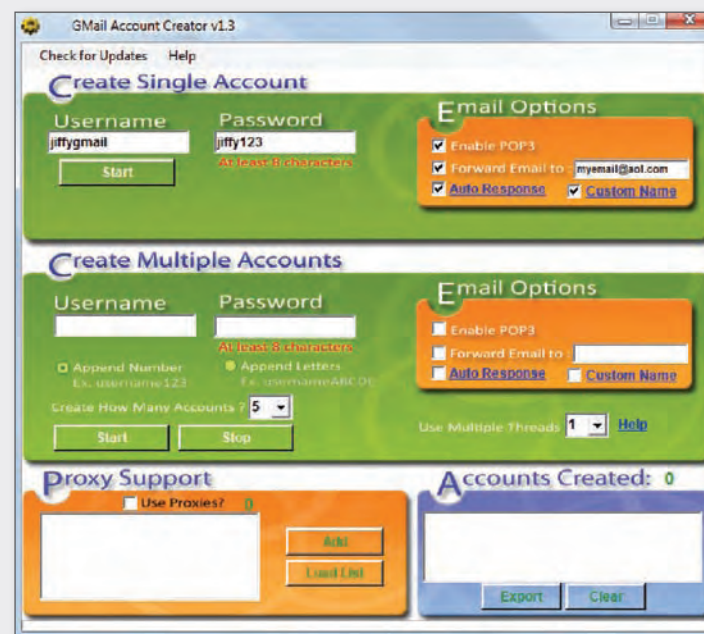 GMail Account Creator v1.3
Check for Updates Help
Create Single Account
Username Password
jiffygmail jiffy123
At least 8 characters
Start
Email Options
Enable POP3
Forward Email to : myemail@aol.com
Auto Response Custom Name
Create Multiple Accounts
Username Password
At least 8 characters
Append Number Append Letters
Ex. username123 Ex. usernameABCDE
Create How Many Accounts ? 5
Start Stop
Email Options
Enable POP3
Forward Email to :
Auto Response Custom Name
Use Multiple Threads 1 Help
Proxy Support
Use Proxies? 0
Add
Load List
Accounts Created: 0
Export Clear